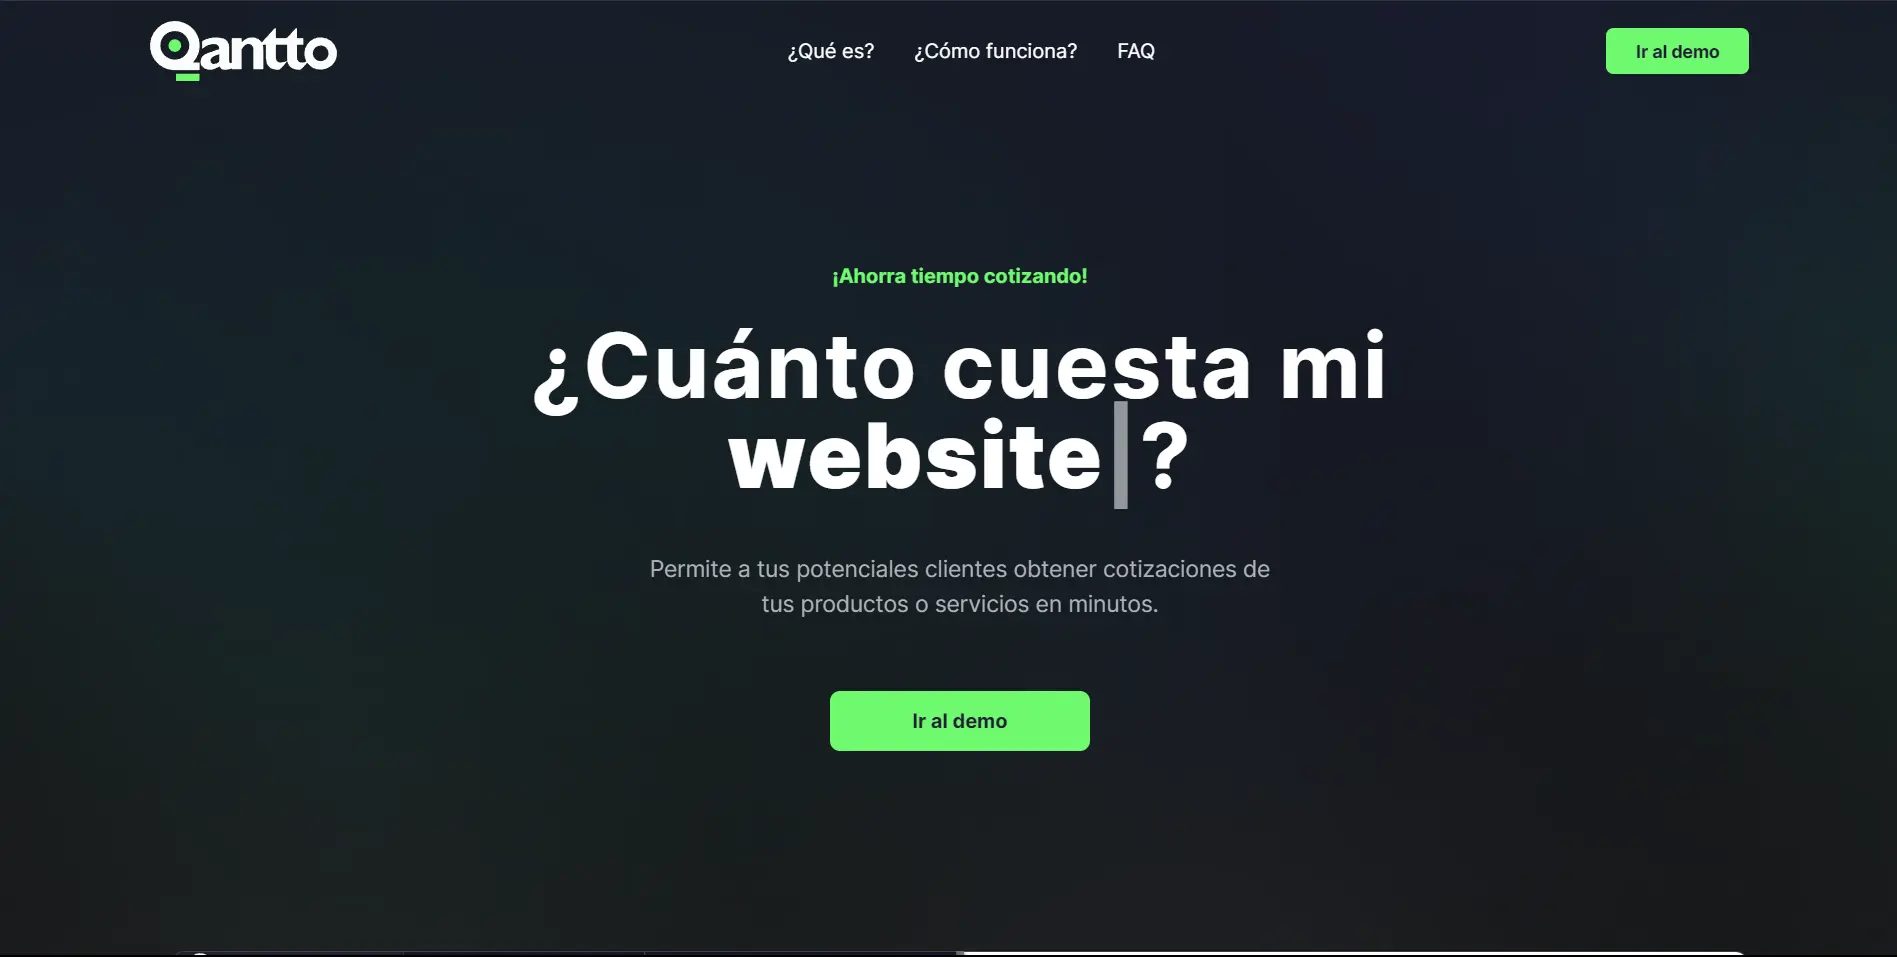 Qantto
¿Qué es?
¿Cómo funciona?
FAQ
Ir al demo
¡Ahorra tiempo cotizando!
¿Cuánto cuesta mi
website ?
Permite a tus potenciales clientes obtener cotizaciones de
tus productos o servicios en minutos.
Ir al demo